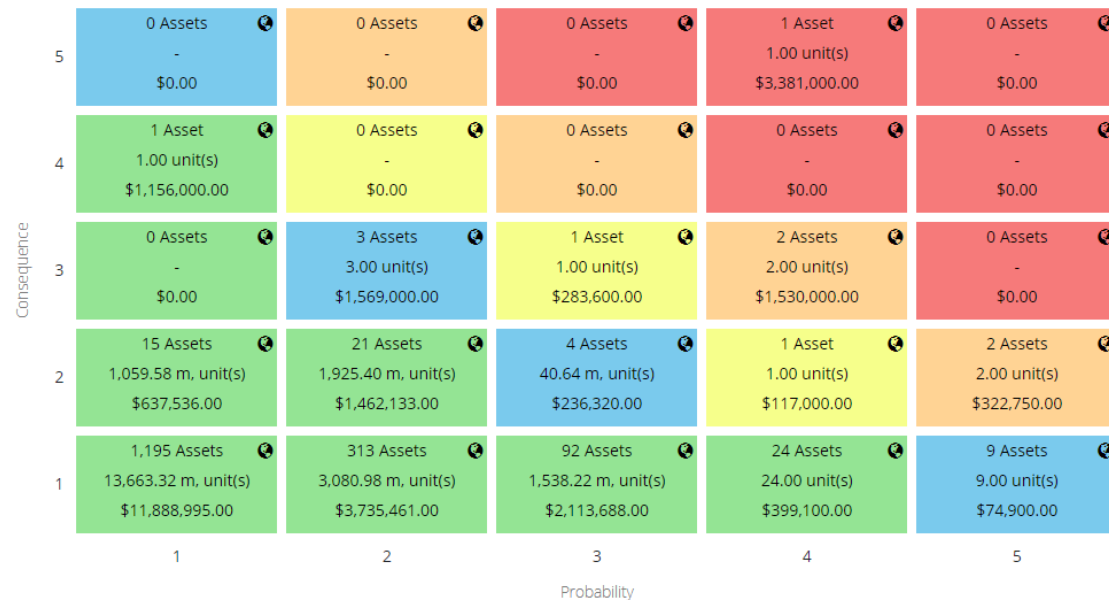 0 Assets
-
$0.00
0 Assets
-
$0.00
0 Assets
-
$0.00
1 Asset
1.00 unit(s)
$3,381,000.00
0 Assets
-
$0.00
5
1 Asset
1.00 unit(s)
$1,156,000.00
0 Assets
-
$0.00
0 Assets
-
$0.00
0 Assets
-
$0.00
0 Assets
-
$0.00
4
0 Assets
-
$0.00
3 Assets
3.00 unit(s)
$1,569,000.00
1 Asset
1.00 unit(s)
$283,600.00
2 Assets
2.00 unit(s)
$1,530,000.00
0 Assets
-
$0.00
3
Consequence
15 Assets
1,059.58 m, unit(s)
$637,536.00
21 Assets
1,925.40 m, unit(s)
$1,462,133.00
4 Assets
40.64 m, unit(s)
$236,320.00
1 Asset
1.00 unit(s)
$117,000.00
2 Assets
2.00 unit(s)
$322,750.00
2
1,195 Assets
13,663.32 m, unit(s)
$11,888,995.00
313 Assets
3,080.98 m, unit(s)
$3,735,461.00
92 Assets
1,538.22 m, unit(s)
$2,113,688.00
24 Assets
24.00 unit(s)
$399,100.00
9 Assets
9.00 unit(s)
$74,900.00
1
1
2
3
4
5
Probability